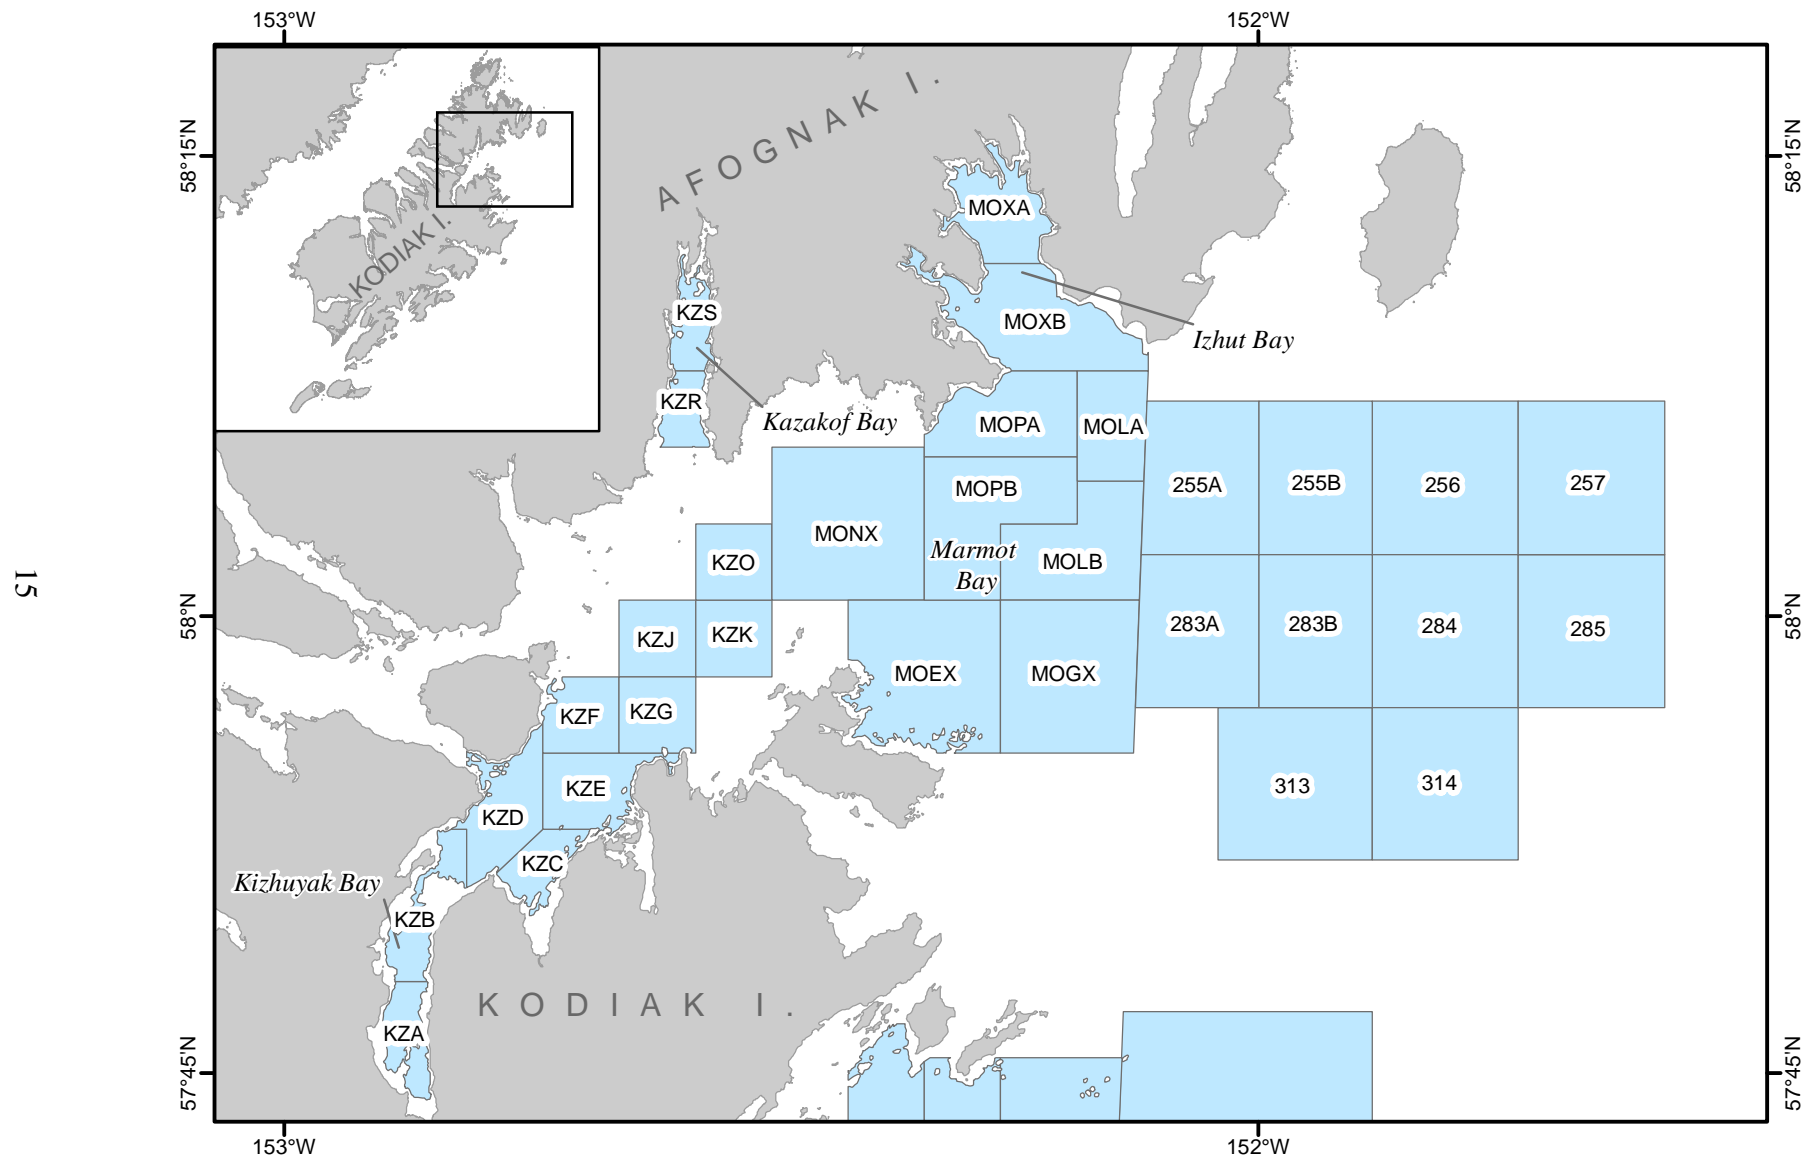 153°W
152°W
58°15'N
58°15'N
AFOGNAK I.
KODIAK I.
MOXA
KZS
MOXB
Izhut Bay
KZR
Kazakof Bay
MOPA
MOLA
255A
255B
256
257
MOPB
MONX
Marmot
Bay
KZO
MOLB
15
58°N
58°N
KZJ
KZK
283A
283B
284
285
MOEX
MOGX
KZF
KZG
KZE
313
314
KZD
KZC
Kizhuyak Bay
KZB
KODIAK I.
KZA
57°45'N
57°45'N
153°W
152°W